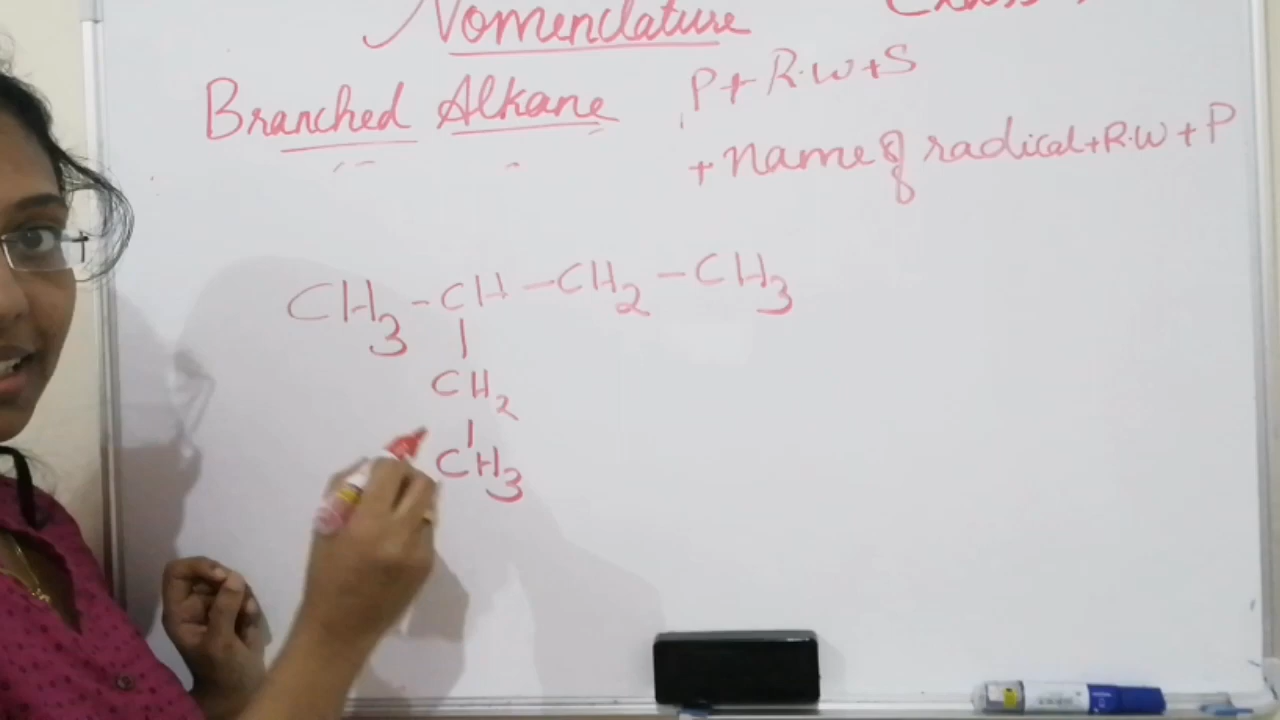 Nomenclature
Branched Alkane
P+R.W+S
+name of radical+R.W+P
CH3-CH-CH2-CH3
|
CH2
|
CH3